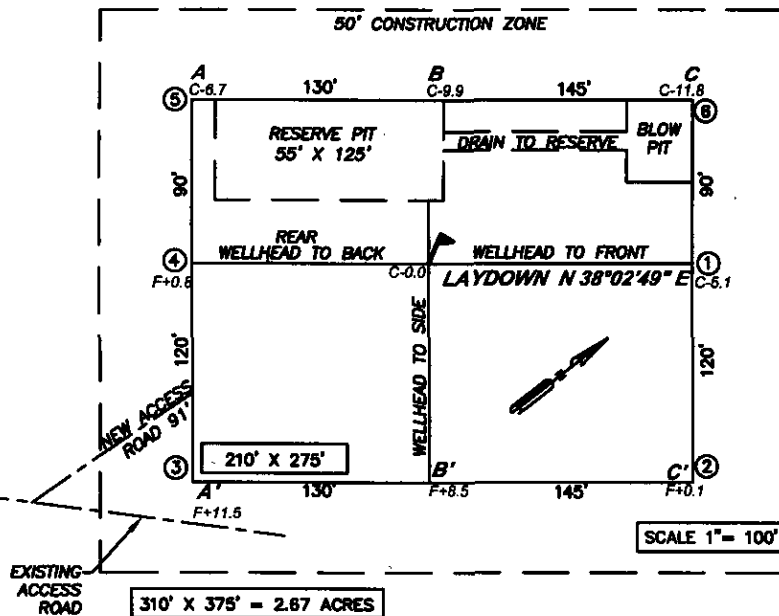 50' CONSTRUCTION ZONE
A B C
C-6.7 130' C-9.9 145' C-11.8
⑤ ⑥
RESERVE PIT
55' X 125'
DRAIN TO RESERVE
BLOW
PIT
90' 90'
REAR
WELLHEAD TO BACK
WELLHEAD TO FRONT
④ ①
F+0.8 C-0.0 C-5.1
LAYDOWN N 38°02'49" E
WELLHEAD TO SIDE
120' 120'
NEW ACCESS
ROAD 91'
210' X 275'
③ ②
A' 130' B' 145' C'
F+11.5 F+8.5 F+0.1
SCALE 1"= 100'
EXISTING
ACCESS
ROAD
310' X 375' = 2.67 ACRES